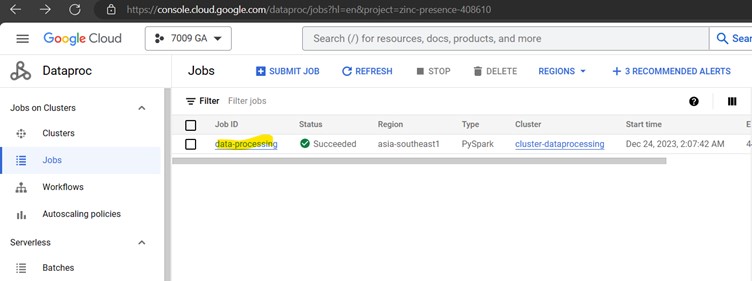 https://console.cloud.google.com/dataproc/jobs?hl=en&project=zinc-presence-408610
Google Cloud 7009 GA Search (/) for resources, docs, products, and more Sear
Dataproc Jobs SUBMIT JOB REFRESH STOP DELETE REGIONS + 3 RECOMMENDED ALERTS
Jobs on Clusters
Clusters
Jobs
Workflows
Autoscaling policies
Serverless
Batches
Filter Filter jobs
Job ID Status Region Type Cluster Start time E
data-processing Succeeded asia-southeast1 PySpark cluster-dataprocessing Dec 24, 2023, 2:07:42 AM 4